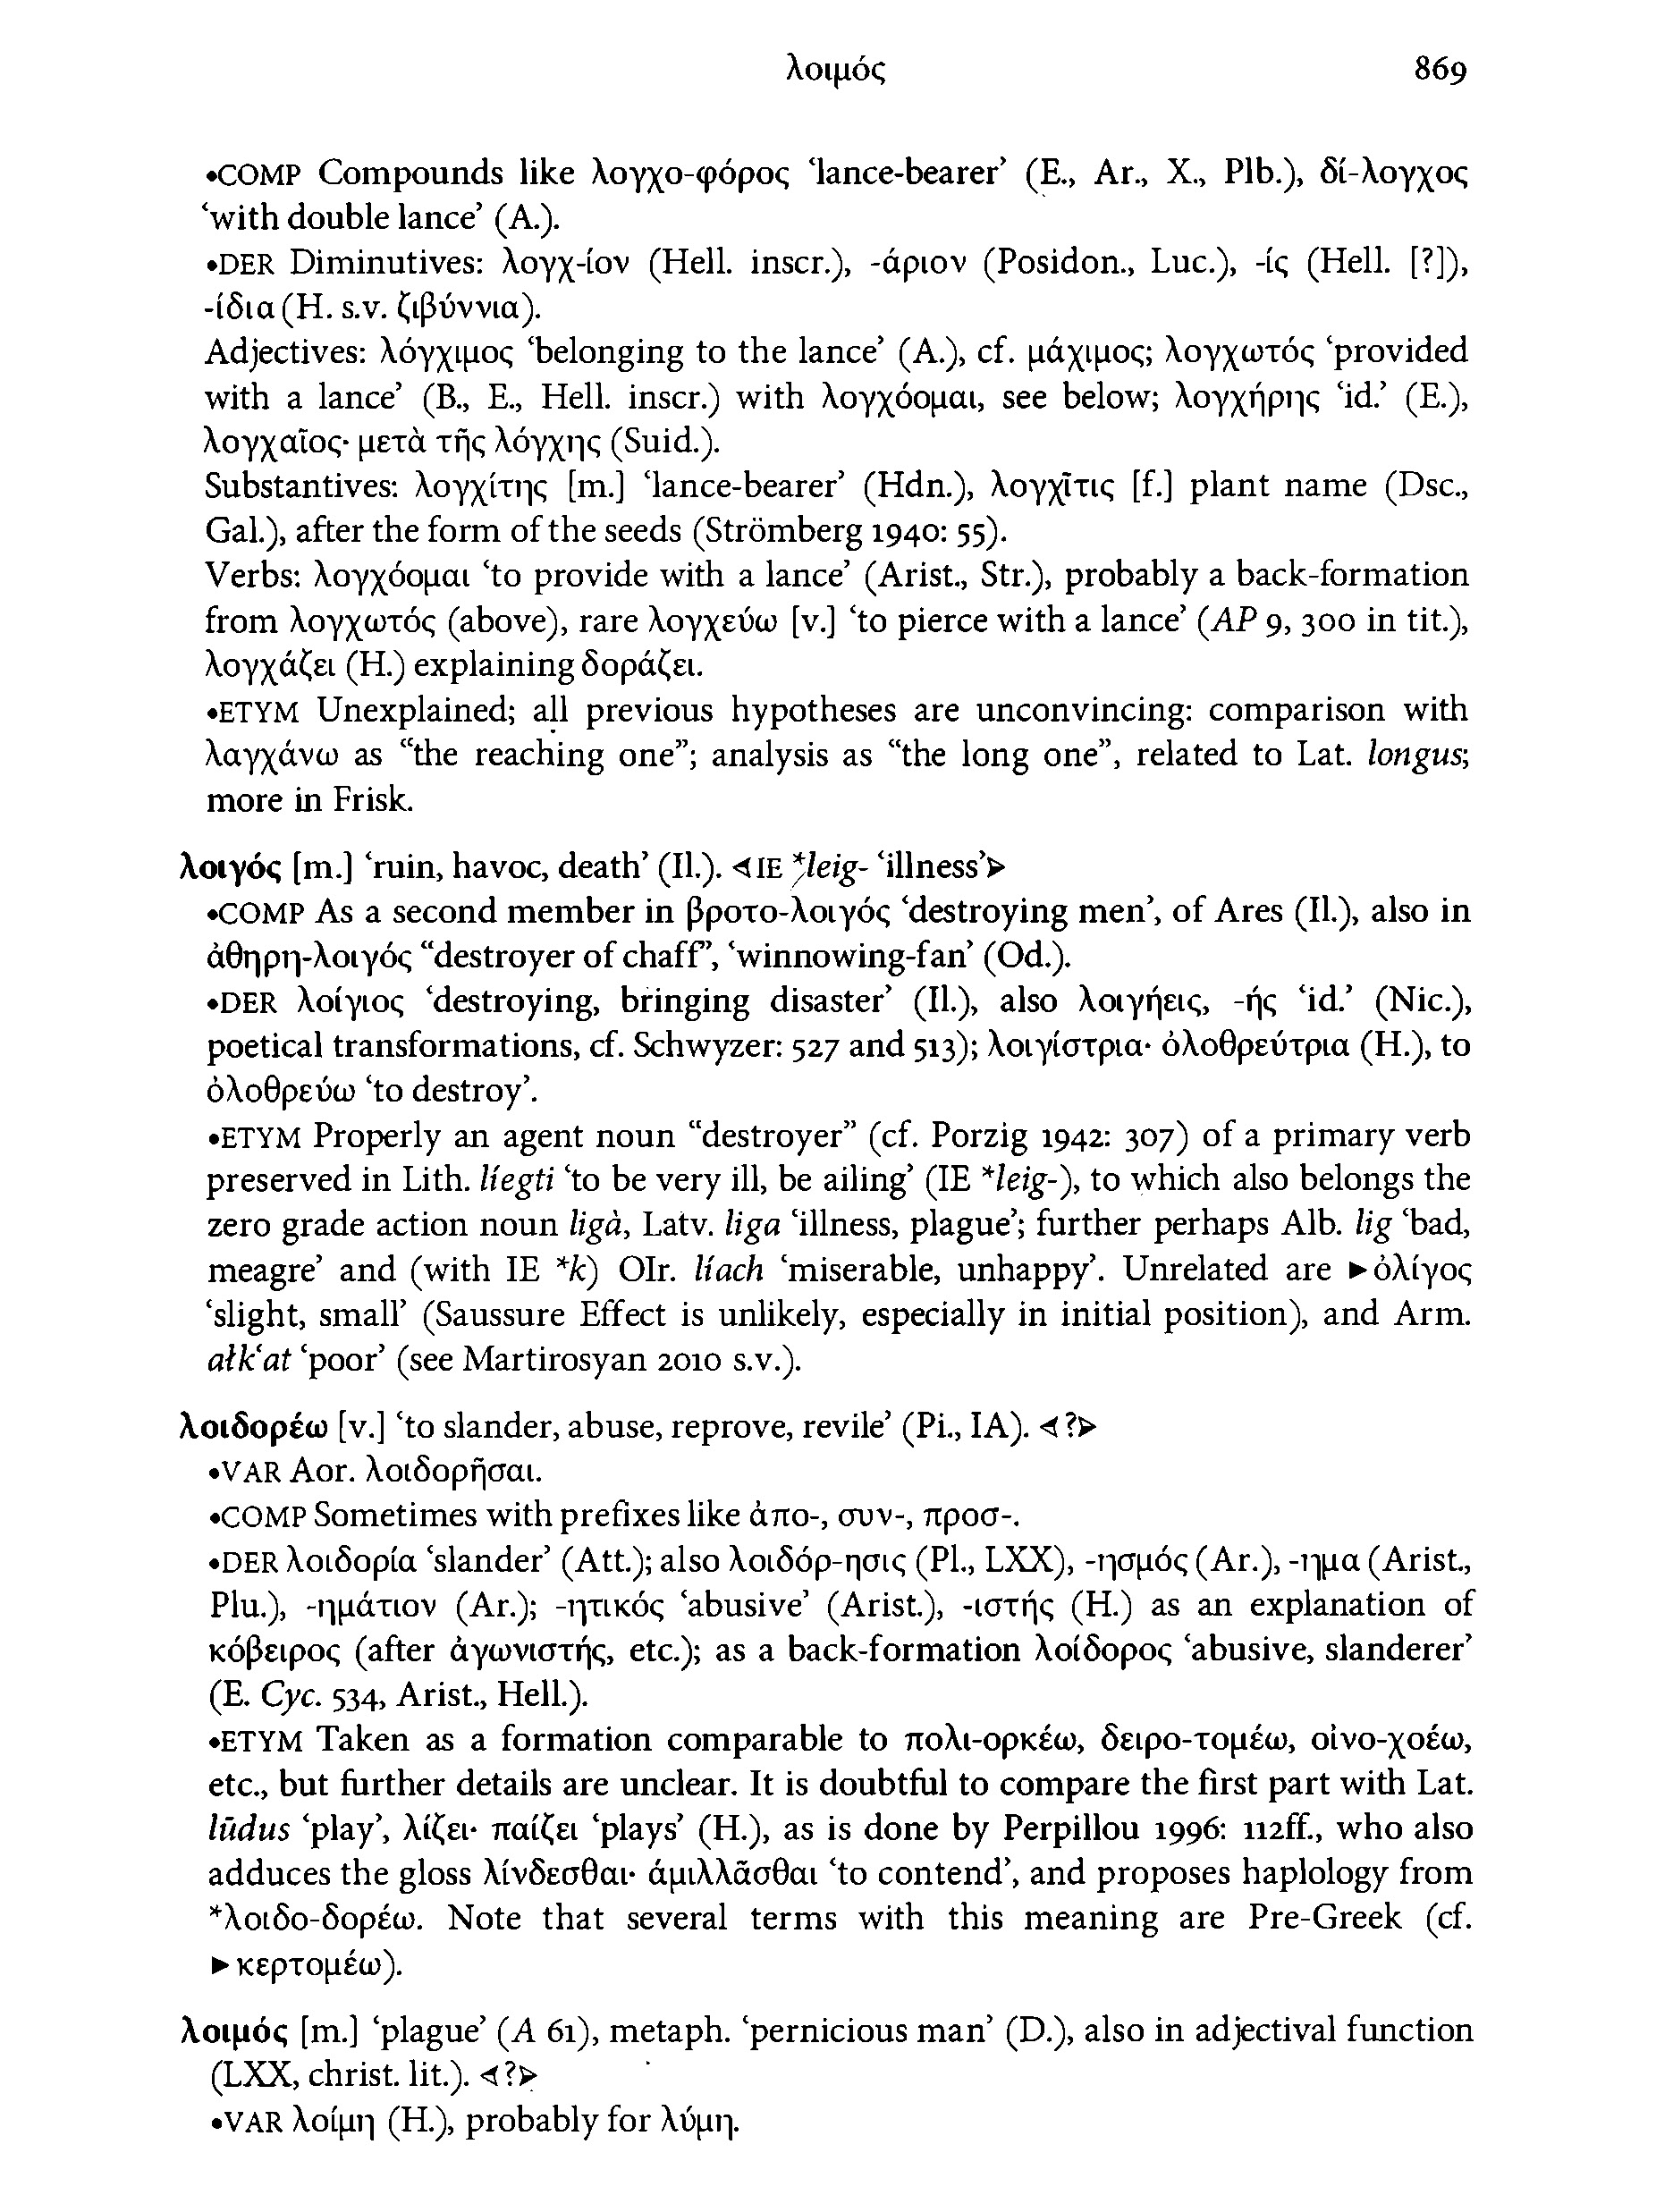 λοιμός 869
•COMP Compounds like λογχο-φόρος ‘lance-bearer’ (E., Ar., X., Plb.), δί-λογχος
‘with double lance’ (A.).
•DER Diminutives: λογχ-ίον (Hell. inscr.), -άριον (Posidon., Luc.), -ίς (Hell. [?]),
-ίδια (H. s.v. ζιβύννια).
Adjectives: λόγχιμος ‘belonging to the lance’ (A.), cf. μάχιμος; λογχωτός ‘provided
with a lance’ (B., E., Hell. inscr.) with λογχόομαι, see below; λογχήρης ‘id.’ (E.),
λογχαῖος· μετὰ τῆς λόγχης (Suid.).
Substantives: λογχίτης [m.] ‘lance-bearer’ (Hdn.), λογχῖτις [f.] plant name (Dsc.,
Gal.), after the form of the seeds (Strömberg 1940: 55).
Verbs: λογχόομαι ‘to provide with a lance’ (Arist., Str.), probably a back-formation
from λογχωτός (above), rare λογχεύω [v.] ‘to pierce with a lance’ (AP 9, 300 in tit.),
λογχάζει (H.) explaining δοράζει.
•ETYM Unexplained; all previous hypotheses are unconvincing: comparison with
λαγχάνω as “the reaching one”; analysis as “the long one”, related to Lat. longus;
more in Frisk.
λοιγός [m.] ‘ruin, havoc, death’ (Il.). ◁IE *leig- ‘illness’▷
•COMP As a second member in βροτο-λοιγός ‘destroying men’, of Ares (Il.), also in
ἀθηρη-λοιγός “destroyer of chaff”, ‘winnowing-fan’ (Od.).
•DER λοίγιος ‘destroying, bringing disaster’ (Il.), also λοιγήεις, -ής ‘id.’ (Nic.),
poetical transformations, cf. Schwyzer: 527 and 513); λοιγίστρια· ὀλοθρεύτρια (H.), to
ὀλοθρεύω ‘to destroy’.
•ETYM Properly an agent noun “destroyer” (cf. Porzig 1942: 307) of a primary verb
preserved in Lith. líegti ‘to be very ill, be ailing’ (IE *leig-), to which also belongs the
zero grade action noun ligà, Latv. liga ‘illness, plague’; further perhaps Alb. lig ‘bad,
meagre’ and (with IE *k) OIr. líach ‘miserable, unhappy’. Unrelated are ►ὀλίγος
‘slight, small’ (Saussure Effect is unlikely, especially in initial position), and Arm.
ałkʻat ‘poor’ (see Martirosyan 2010 s.v.).
λοιδορέω [v.] ‘to slander, abuse, reprove, revile’ (Pi., IA). ◁?▷
•VAR Aor. λοιδορῆσαι.
•COMP Sometimes with prefixes like ἀπο-, συν-, προσ-.
•DER λοιδορία ‘slander’ (Att.); also λοιδόρ-ησις (Pl., LXX), -ησμός (Ar.), -ημα (Arist.,
Plu.), -ημάτιον (Ar.); -ητικός ‘abusive’ (Arist.), -ιστής (H.) as an explanation of
κόβειρος (after ἀγωνιστής, etc.); as a back-formation λοίδορος ‘abusive, slanderer’
(E. Cyc. 534, Arist., Hell.).
•ETYM Taken as a formation comparable to πολι-ορκέω, δειρο-τομέω, οἰνο-χοέω,
etc., but further details are unclear. It is doubtful to compare the first part with Lat.
lūdus ‘play’, λίζει· παίζει ‘plays’ (H.), as is done by Perpillou 1996: 112ff., who also
adduces the gloss λίνδεσθαι· ἁμιλλᾶσθαι ‘to contend’, and proposes haplology from
*λοιδο-δορέω. Note that several terms with this meaning are Pre-Greek (cf.
►κερτομέω).
λοιμός [m.] ‘plague’ (A 61), metaph. ‘pernicious man’ (D.), also in adjectival function
(LXX, christ. lit.). ◁?▷
•VAR λοίμη (H.), probably for λύμη.